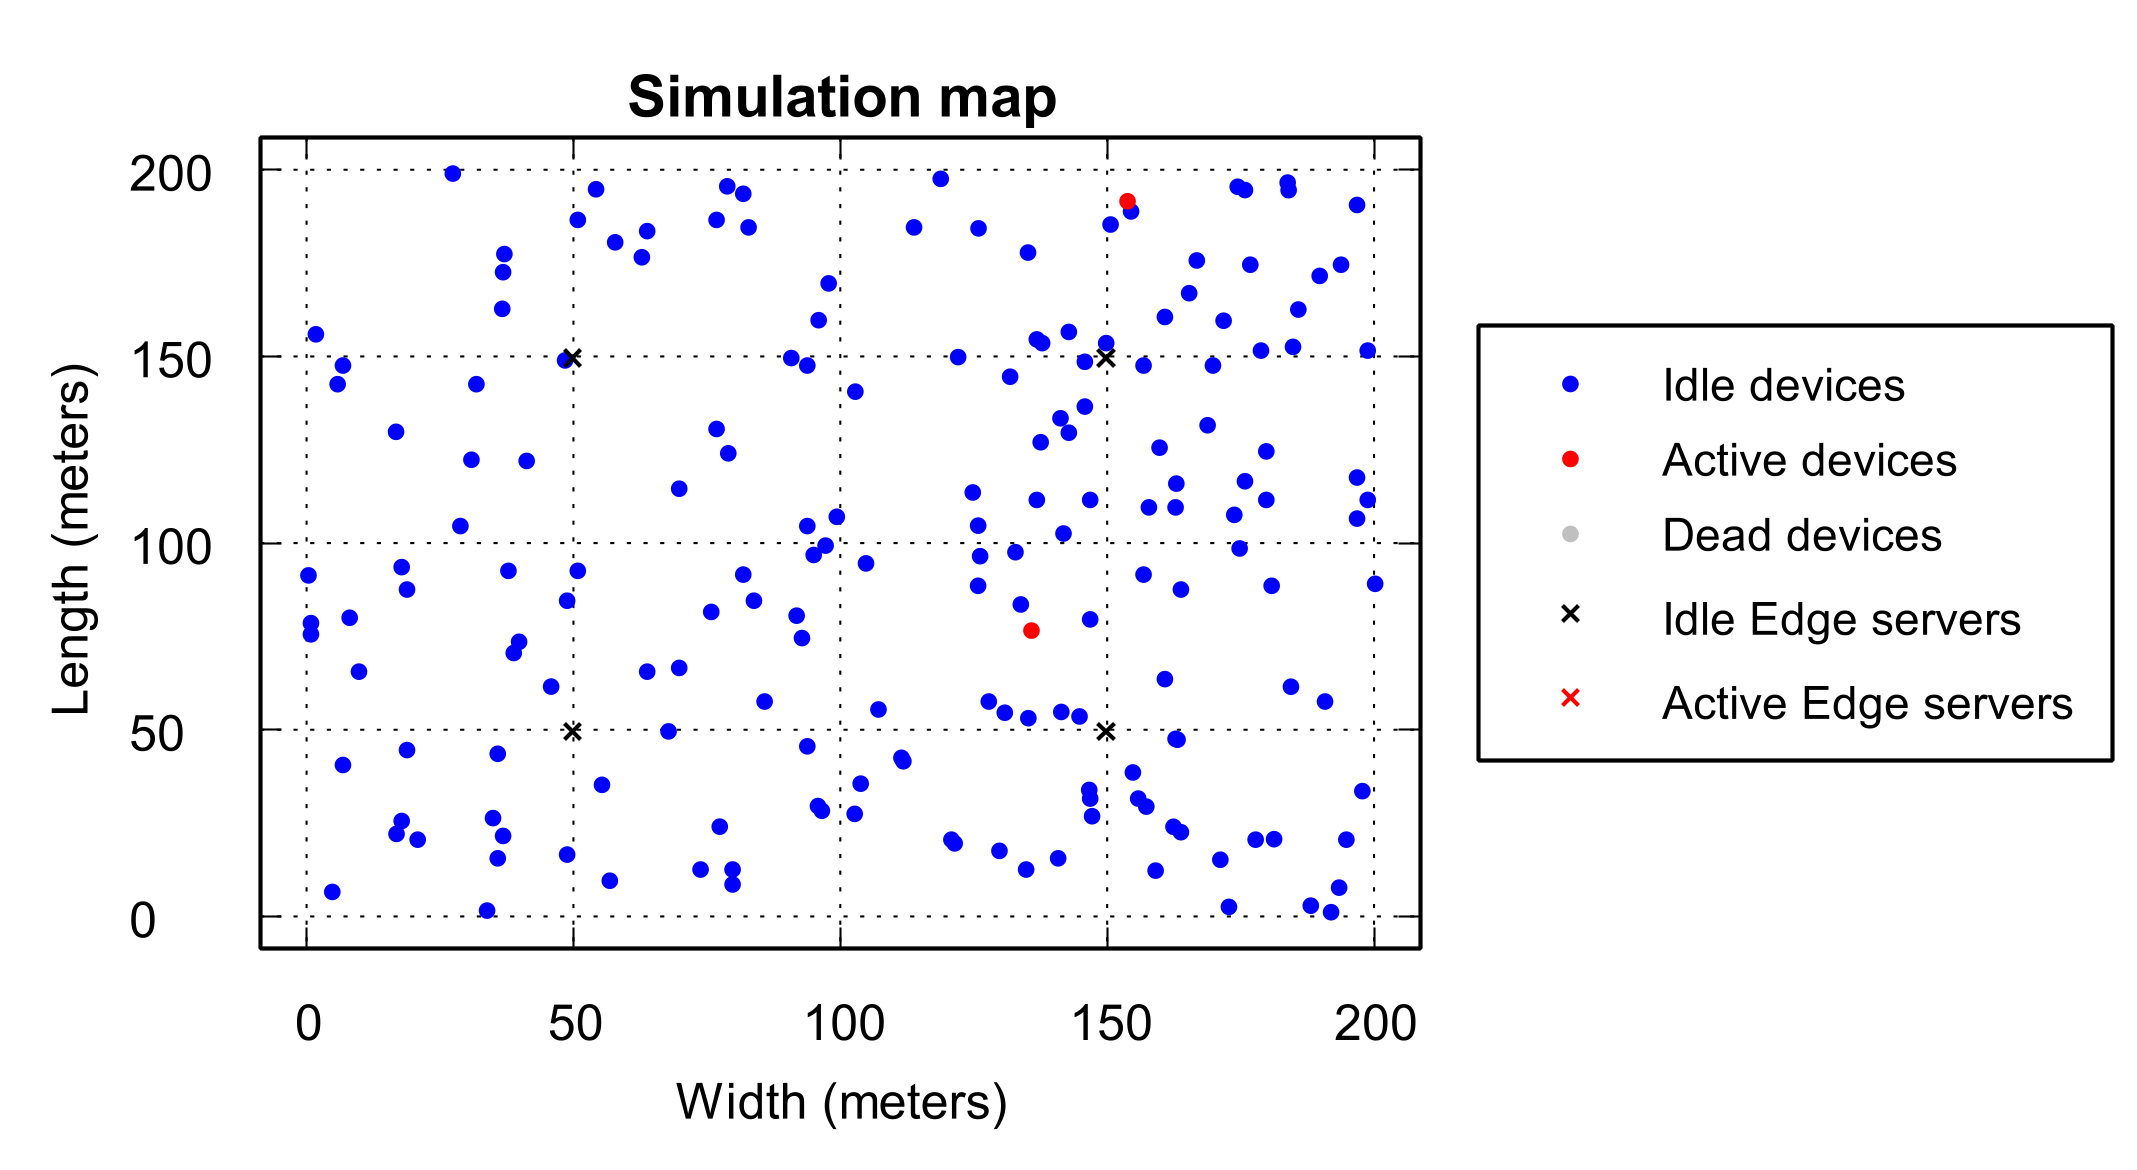 Simulation map
200
150
100
50
0
Length (meters)
0 50 100 150 200
Width (meters)
Idle devices
Active devices
Dead devices
Idle Edge servers
Active Edge servers